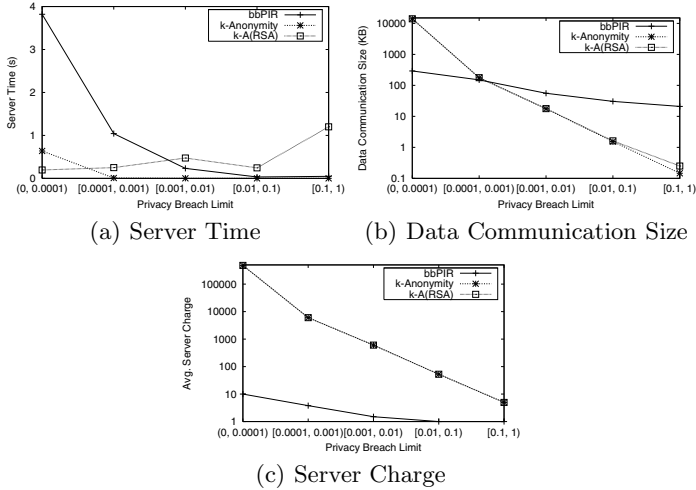 4
3
2
1
0
Server Time (s)
bbPIR
k-Anonymity
k-A(RSA)
(0, 0.0001) [0.0001, 0.001) [0.001, 0.01) [0.01, 0.1) [0.1, 1)
Privacy Breach Limit
(a) Server Time
10000
1000
100
10
1
0.1
Data Communication Size (KB)
bbPIR
k-Anonymity
k-A(RSA)
(0, 0.0001) [0.0001, 0.001) [0.001, 0.01) [0.01, 0.1) [0.1, 1)
Privacy Breach Limit
(b) Data Communication Size
100000
10000
1000
100
10
1
Avg. Server Charge
bbPIR
k-Anonymity
k-A(RSA)
(0, 0.0001) [0.0001, 0.001)[0.001, 0.01) [0.01, 0.1) [0.1, 1)
Privacy Breach Limit
(c) Server Charge